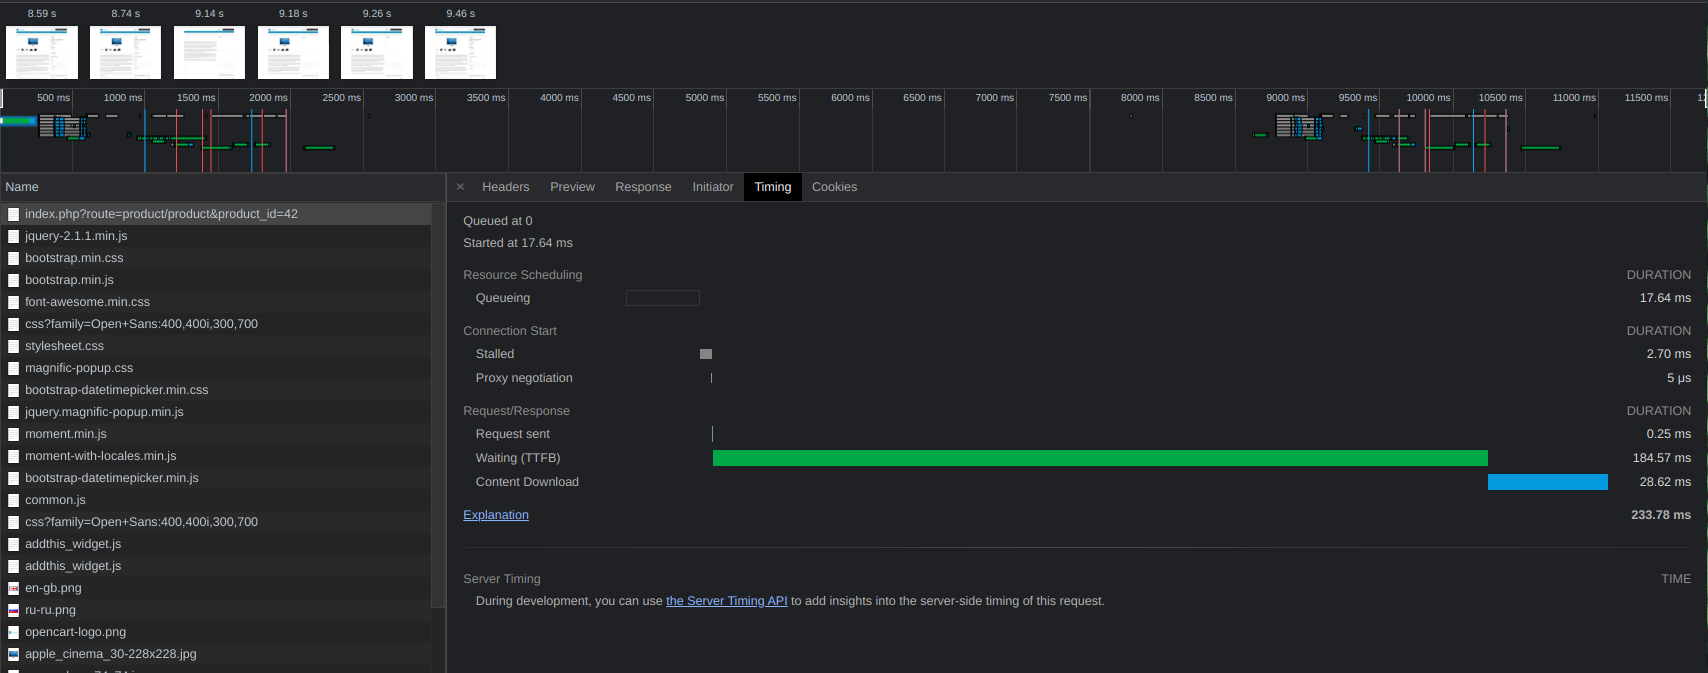 8.59 s 8.74 s 9.14 s 9.18 s 9.26 s 9.46 s
500 ms 1000 ms 1500 ms 2000 ms 2500 ms 3000 ms 3500 ms 4000 ms 4500 ms 5000 ms 5500 ms 6000 ms 6500 ms 7000 ms 7500 ms 8000 ms 8500 ms 9000 ms 9500 ms 10000 ms 10500 ms 11000 ms 11500 ms
Name
× Headers Preview Response Initiator Timing Cookies
index.php?route=product/product&product_id=42
jquery-2.1.1.min.js
bootstrap.min.css
bootstrap.min.js
font-awesome.min.css
css?family=Open+Sans:400,400i,300,700
stylesheet.css
magnific-popup.css
bootstrap-datetimepicker.min.css
jquery.magnific-popup.min.js
moment.min.js
moment-with-locales.min.js
bootstrap-datetimepicker.min.js
common.js
css?family=Open+Sans:400,400i,300,700
addthis_widget.js
addthis_widget.js
en-gb.png
ru-ru.png
opencart-logo.png
apple_cinema_30-228x228.jpg
Queued at 0
Started at 17.64 ms
Resource Scheduling DURATION
Queueing 17.64 ms
Connection Start DURATION
Stalled 2.70 ms
Proxy negotiation 5 μs
Request/Response DURATION
Request sent 0.25 ms
Waiting (TTFB) 184.57 ms
Content Download 28.62 ms
Explanation 233.78 ms
Server Timing TIME
During development, you can use the Server Timing API to add insights into the server-side timing of this request.